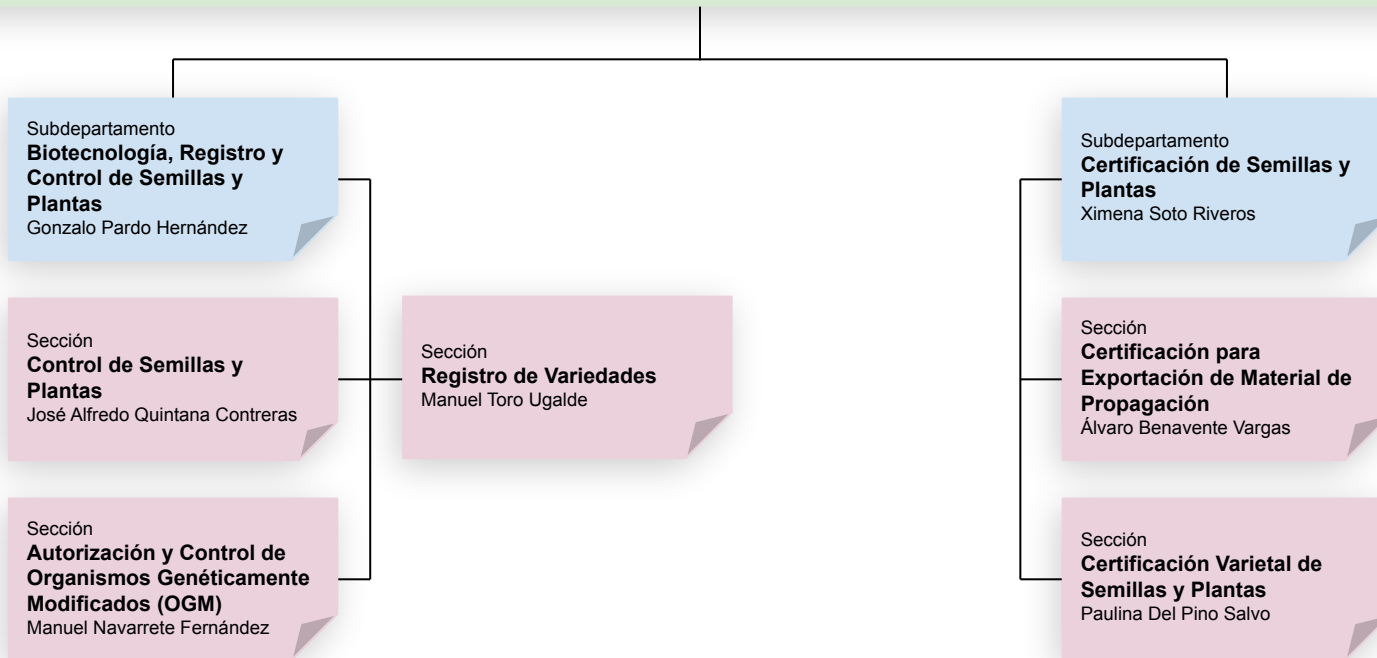 Subdepartamento
Biotecnología, Registro y
Control de Semillas y
Plantas
Gonzalo Pardo Hernández
Subdepartamento
Certificación de Semillas y
Plantas
Ximena Soto Riveros
Sección
Control de Semillas y
Plantas
José Alfredo Quintana Contreras
Sección
Registro de Variedades
Manuel Toro Ugalde
Sección
Certificación para
Exportación de Material de
Propagación
Álvaro Benavente Vargas
Sección
Autorización y Control de
Organismos Genéticamente
Modificados (OGM)
Manuel Navarrete Fernández
Sección
Certificación Varietal de
Semillas y Plantas
Paulina Del Pino Salvo